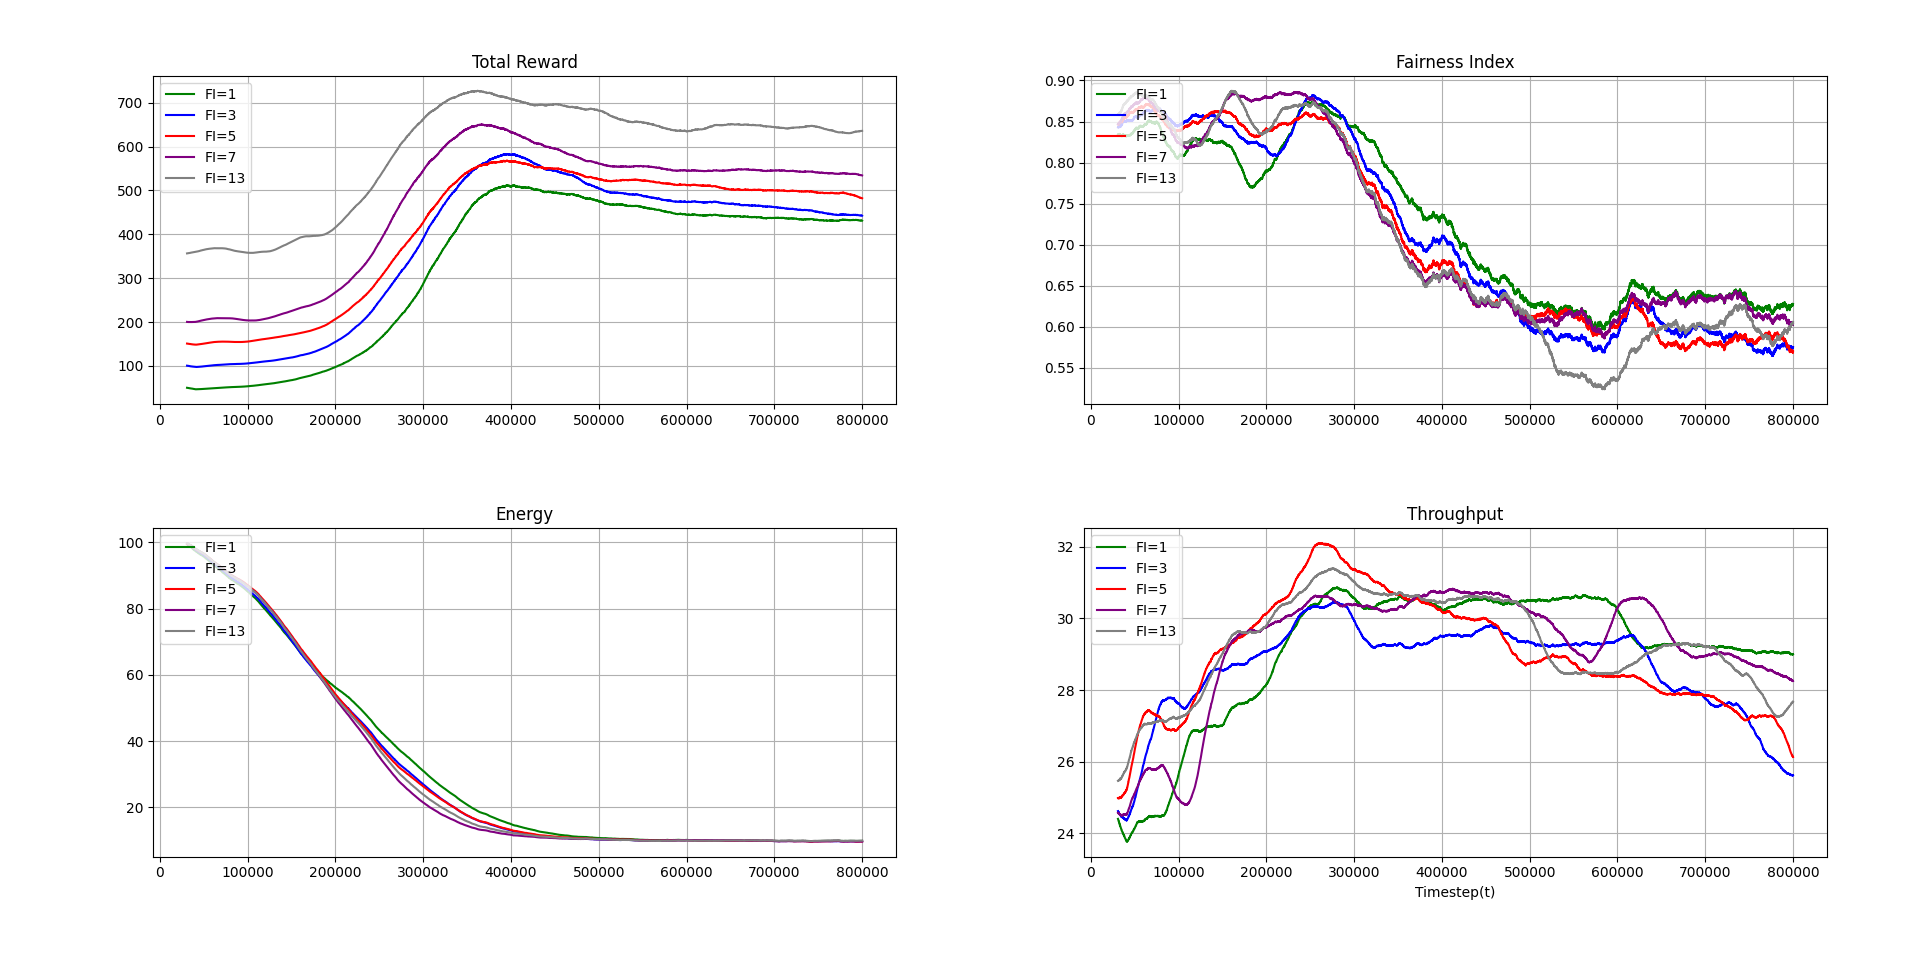 Total Reward
700
600
500
400
300
200
100
FI=1
FI=3
FI=5
FI=7
FI=13
0 100000 200000 300000 400000 500000 600000 700000 800000
Fairness Index
0.90
0.85
0.80
0.75
0.70
0.65
0.60
0.55
FI=1
FI=3
FI=5
FI=7
FI=13
0 100000 200000 300000 400000 500000 600000 700000 800000
Energy
100
80
60
40
20
FI=1
FI=3
FI=5
FI=7
FI=13
0 100000 200000 300000 400000 500000 600000 700000 800000
Throughput
32
30
28
26
24
FI=1
FI=3
FI=5
FI=7
FI=13
0 100000 200000 300000 400000 500000 600000 700000 800000
Timestep(t)